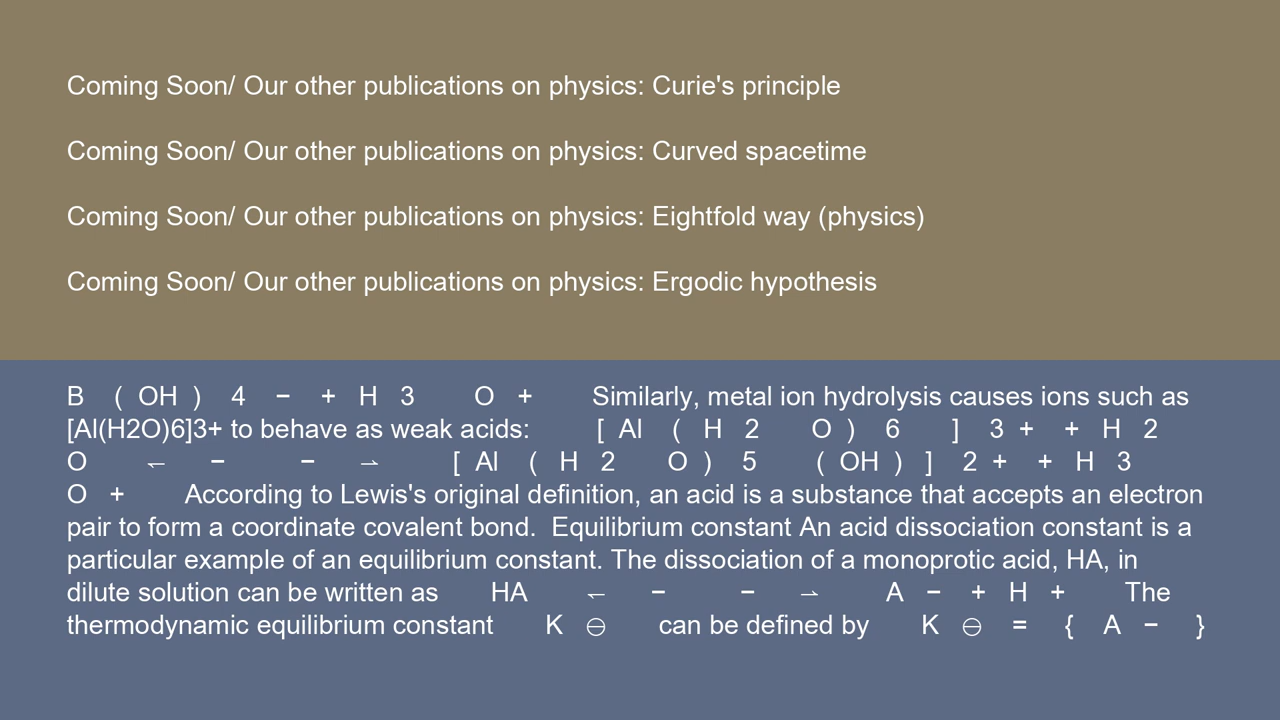 Coming Soon/ Our other publications on physics: Curie's principle
Coming Soon/ Our other publications on physics: Curved spacetime
Coming Soon/ Our other publications on physics: Eightfold way (physics)
Coming Soon/ Our other publications on physics: Ergodic hypothesis
B ( OH ) 4 − + H 3 O + Similarly, metal ion hydrolysis causes ions such as
[Al(H2O)6]3+ to behave as weak acids: [ Al ( H 2 O ) 6 ] 3 + + H 2
O ↽ − − ⇀ [ Al ( H 2 O ) 5 ( OH ) ] 2 + + H 3
O + According to Lewis's original definition, an acid is a substance that accepts an electron
pair to form a coordinate covalent bond. Equilibrium constant An acid dissociation constant is a
particular example of an equilibrium constant. The dissociation of a monoprotic acid, HA, in
dilute solution can be written as HA ↽ − − ⇀ A − + H + The
thermodynamic equilibrium constant K ⊖ can be defined by K ⊖ = { A − }